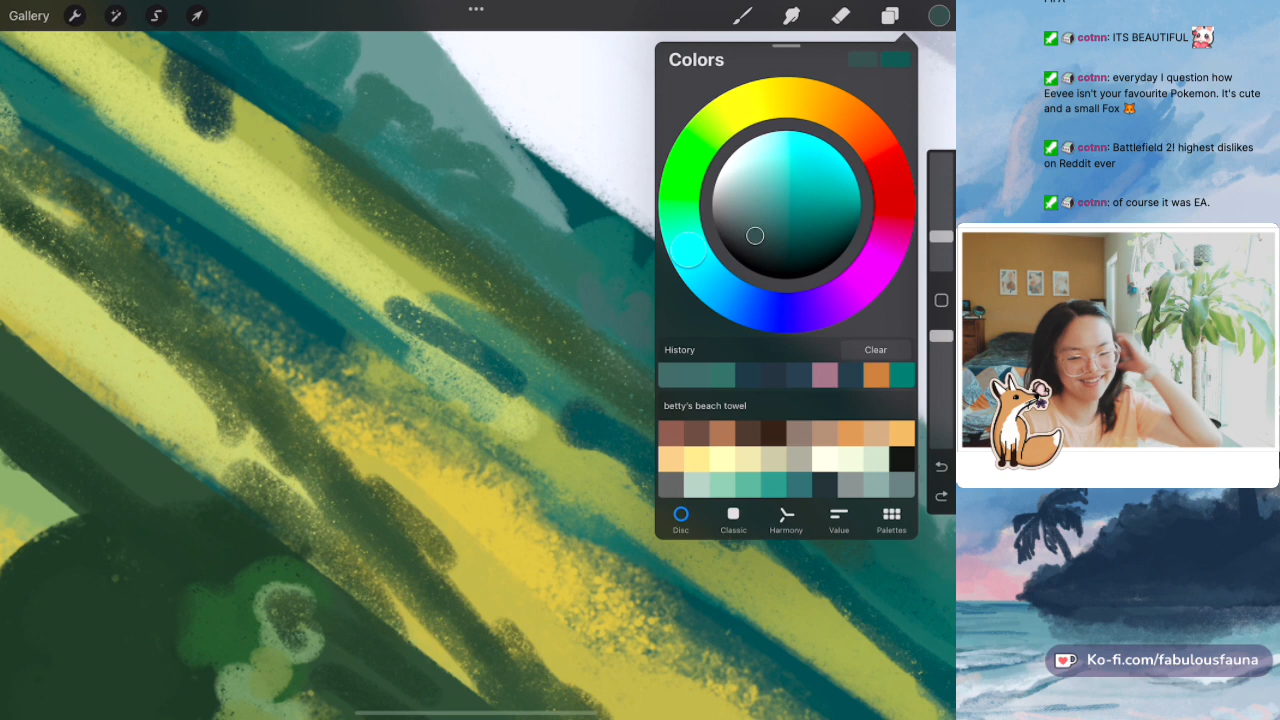 Gallery
Colors
History
Clear
betty's beach towel
Disc
Classic
Harmony
Value
Palettes
cotnn: ITS BEAUTIFUL
cotnn: everyday I question how
Eevee isn't your favourite Pokemon. It's cute
and a small Fox
cotnn: Battlefield 2! highest dislikes
on Reddit ever
cotnn: of course it was EA.
Ko-fi.com/fabulousfauna